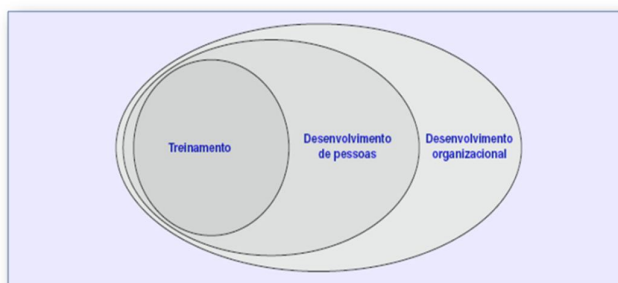 Treinamento
Desenvolvimento
de pessoas
Desenvolvimento
organizacional